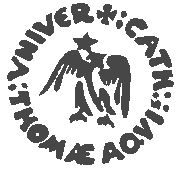 VNIVER ✠ : CATH : : THOMÆ AQVI :